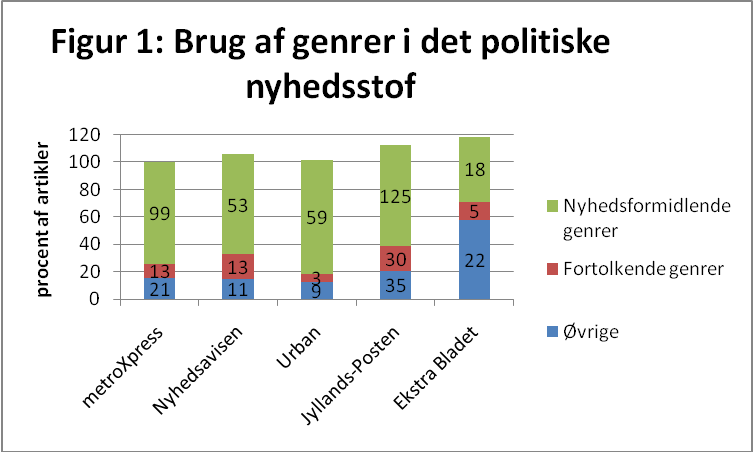 Figur 1: Brug af genrer i det politiske
nyhedsstof
procent af artikler
120
100
80
60
40
20
0
99
53
59
125
18
13
13
3
30
5
21
11
9
35
22
metroXpress
Nyhedsavisen
Urban
Jyllands-Posten
Ekstra Bladet
Nyhedsformidlende
genrer
Fortolkende genrer
Øvrige